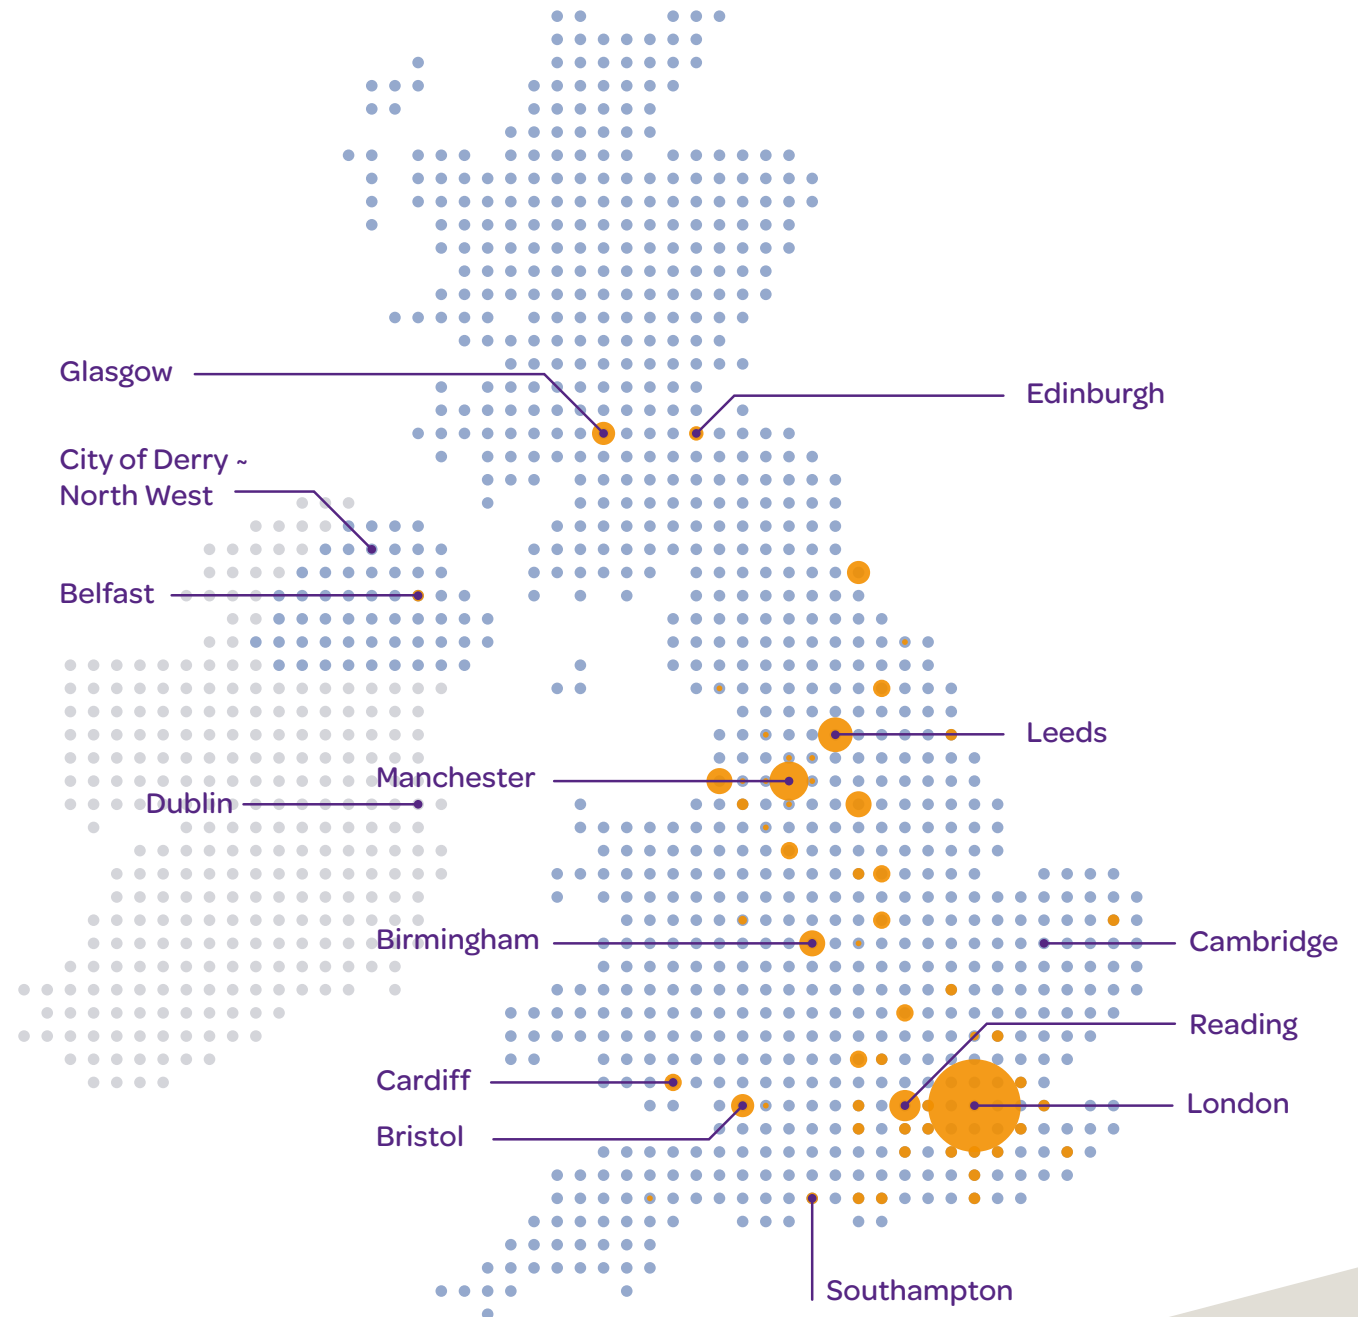 Glasgow
Edinburgh
City of Derry ~
North West
Belfast
Leeds
Manchester
Dublin
Birmingham
Cambridge
Reading
Cardiff
London
Bristol
Southampton